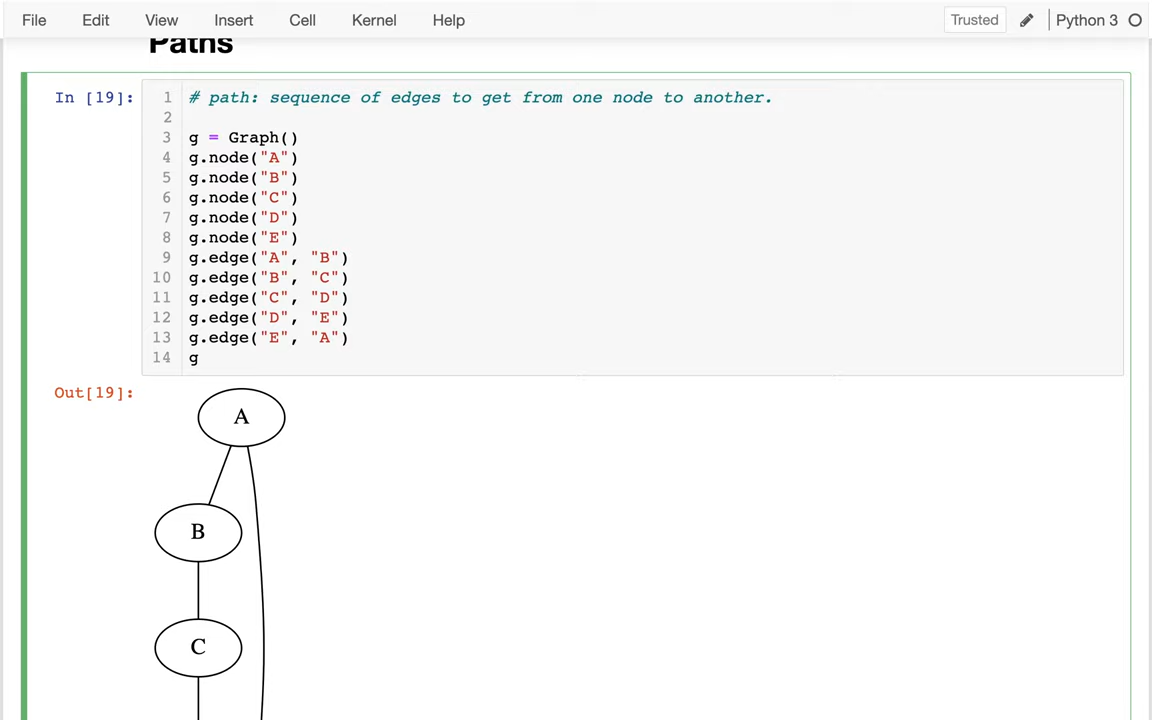 File Edit View Insert Cell Kernel Help Trusted Python 3
Paths
In [19]:
1 # path: sequence of edges to get from one node to another.
2
3 g = Graph()
4 g.node("A")
5 g.node("B")
6 g.node("C")
7 g.node("D")
8 g.node("E")
9 g.edge("A", "B")
10 g.edge("B", "C")
11 g.edge("C", "D")
12 g.edge("D", "E")
13 g.edge("E", "A")
14 g
Out[19]:
A
B
C